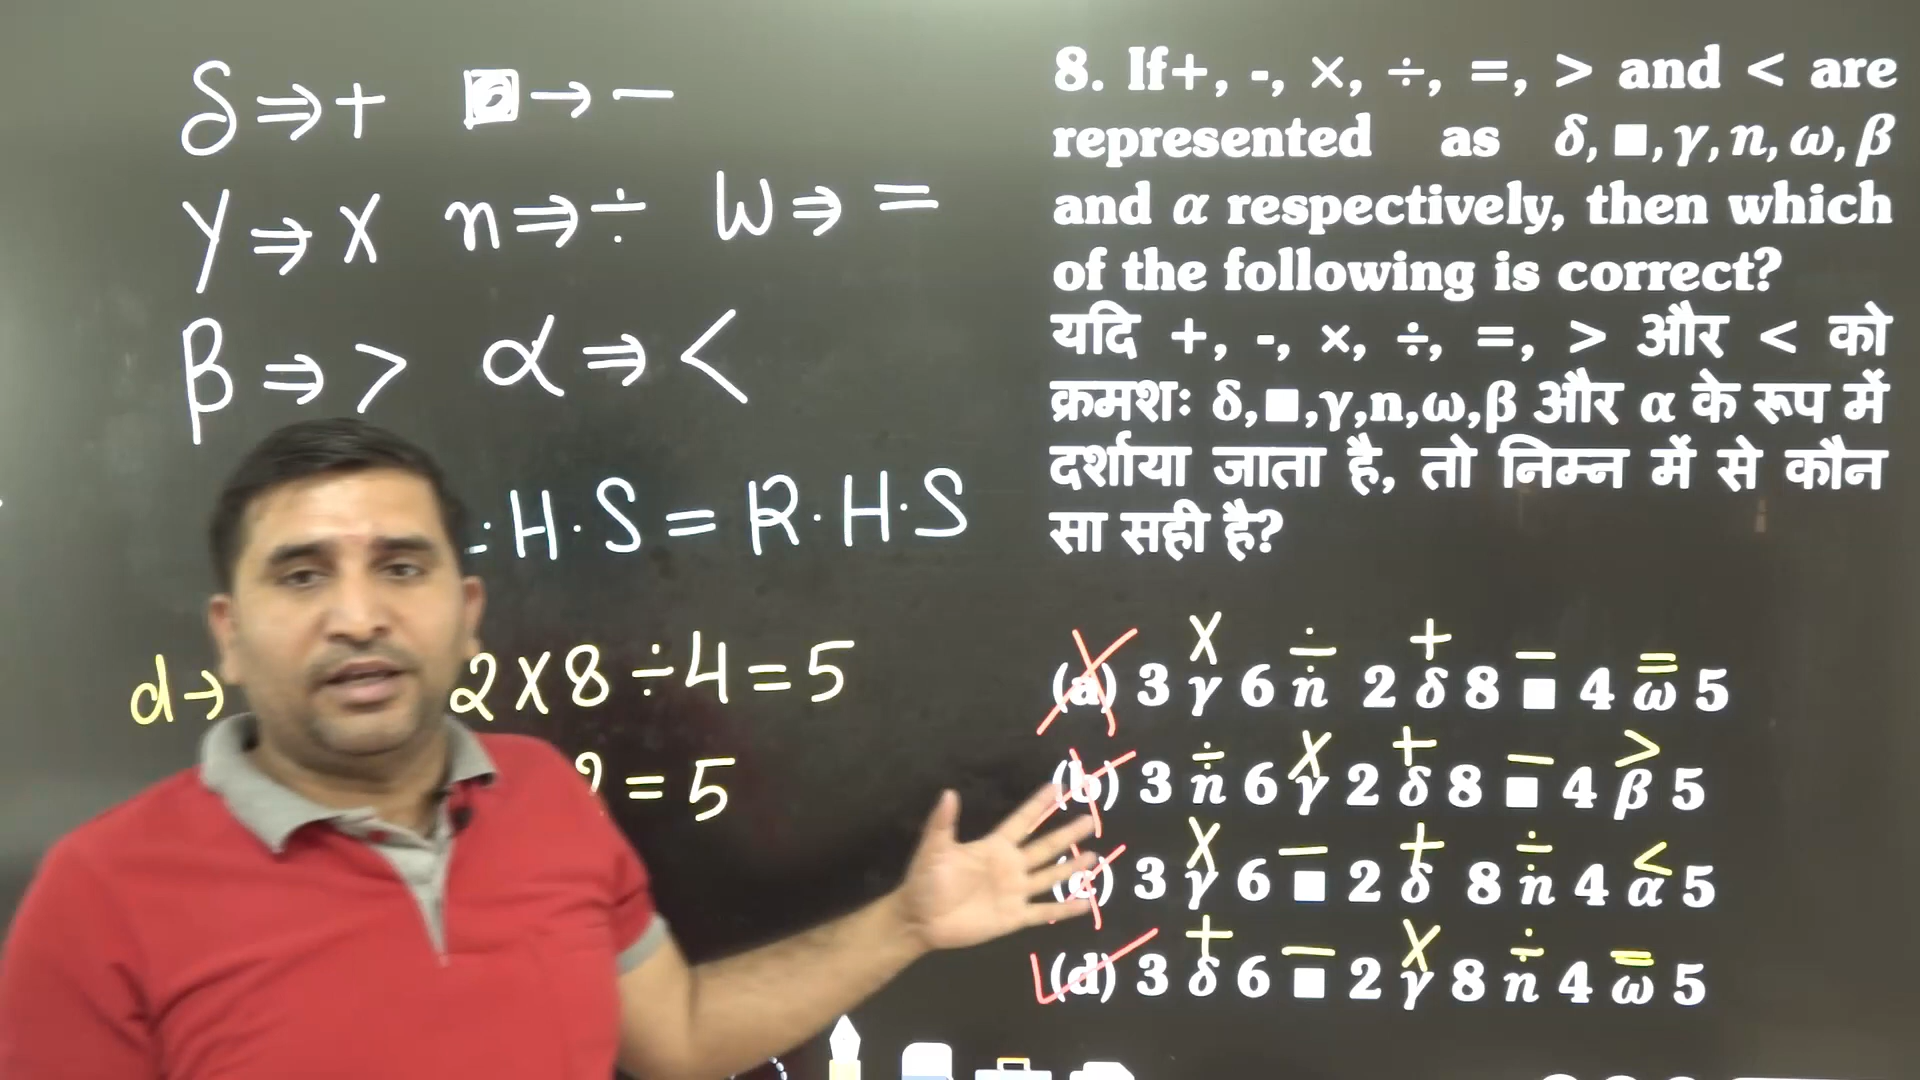 δ ⇒ + ■ → −
γ ⇒ × n ⇒ ÷ ω ⇒ =
β ⇒ > α ⇒ <
H·S = R·H·S
d → 2 × 8 ÷ 4 = 5
= 5
8. If+, -, ×, ÷, =, > and < are
represented as δ, ■, γ, n, ω, β
and α respectively, then which
of the following is correct?
यदि +, -, ×, ÷, =, > और < को
क्रमशः δ,■,γ,n,ω,β और α के रूप में
दर्शाया जाता है, तो निम्न में से कौन
सा सही है?
× ÷ + − =
(a) 3 γ 6 n 2 δ 8 ■ 4 ω 5
÷ × + − >
(b) 3 n 6 γ 2 δ 8 ■ 4 β 5
× − + ÷ <
(c) 3 γ 6 ■ 2 δ 8 n 4 α 5
+ − × ÷ =
(d) 3 δ 6 ■ 2 γ 8 n 4 ω 5